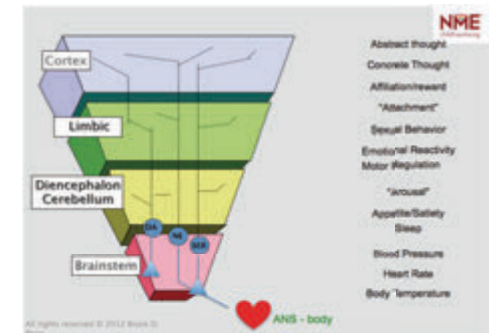 NME
Cortex
Limbic
Diencephalon
Cerebellum
Brainstem
DA
NE
SER
ANS - body
Abstract thought
Concrete Thought
Affiliation/reward
"Attachment"
Sexual Behavior
Emotional Reactivity
Motor Regulation
"Arousal"
Appetite/Satiety
Sleep
Blood Pressure
Heart Rate
Body Temperature
All rights reserved © 2012 Bruce D.